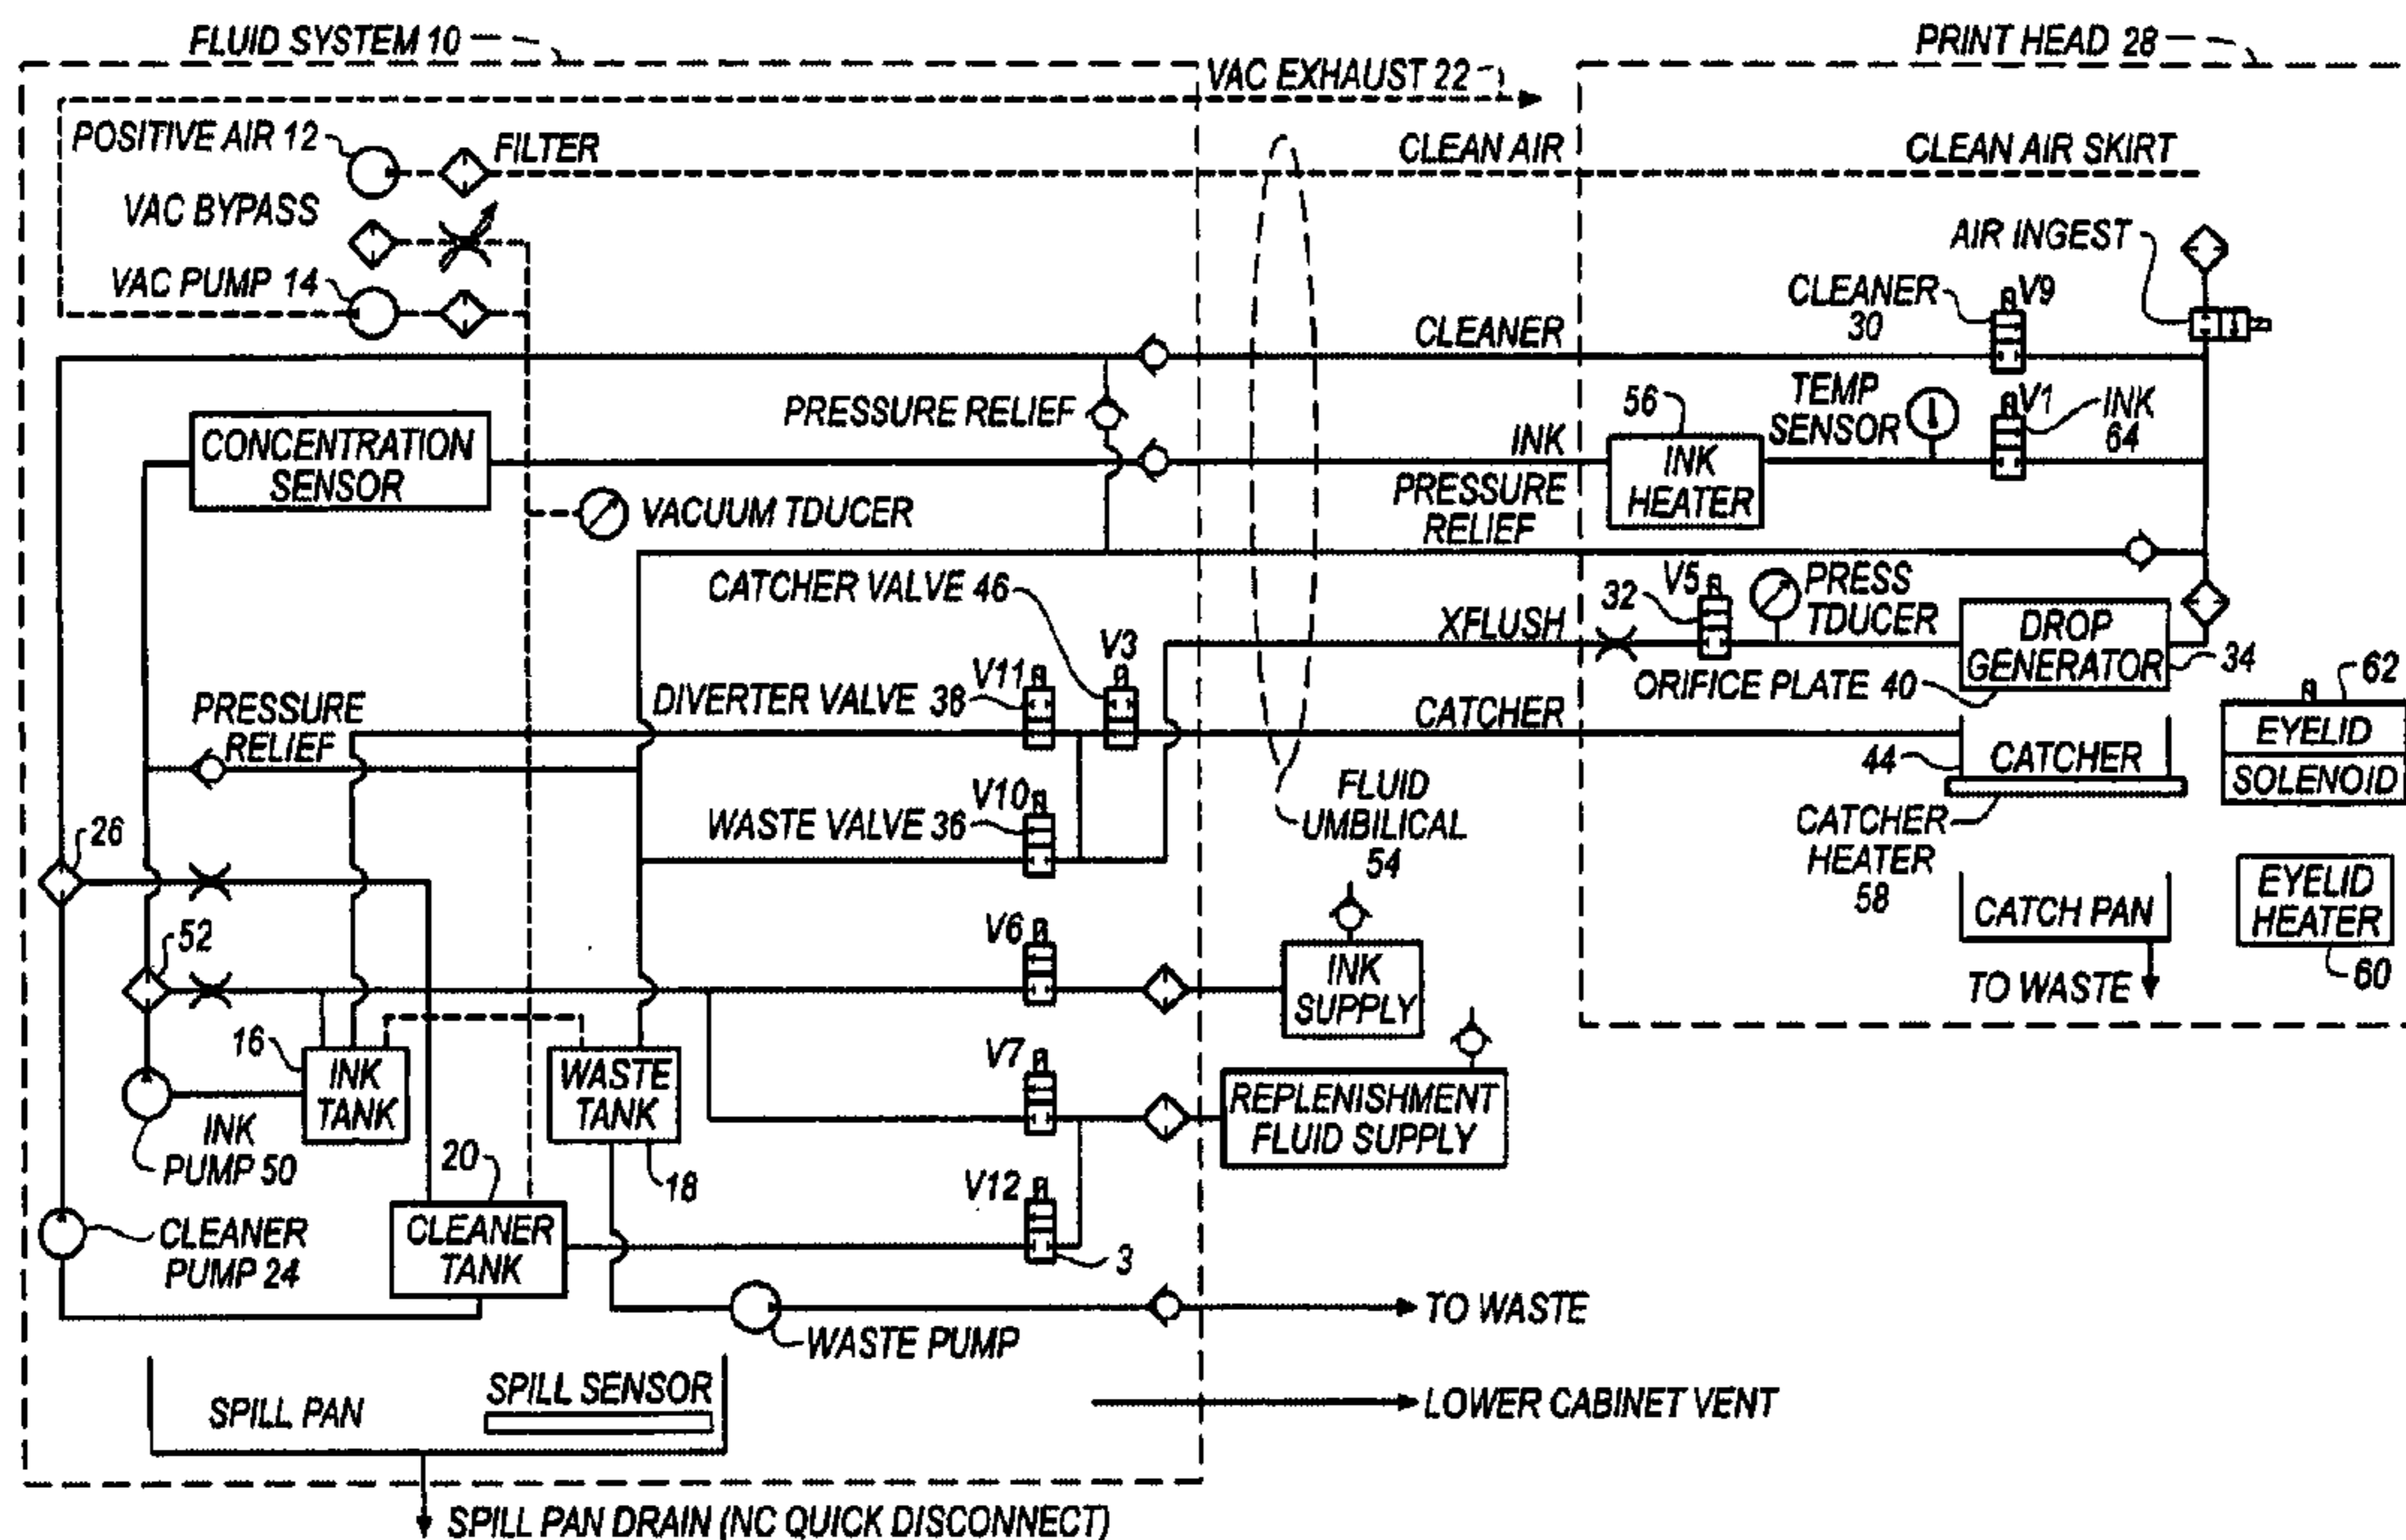 FLUID SYSTEM 10
PRINT HEAD 28
VAC EXHAUST 22
POSITIVE AIR 12
FILTER
CLEAN AIR
CLEAN AIR SKIRT
VAC BYPASS
AIR INGEST
VAC PUMP 14
CLEANER
30
V9
CLEANER
PRESSURE RELIEF
56
TEMP
SENSOR
V1
INK
64
CONCENTRATION
SENSOR
INK
INK
HEATER
PRESSURE
RELIEF
VACUUM TDUCER
CATCHER VALVE 46
32
V5
PRESS
TDUCER
XFLUSH
DROP
GENERATOR
34
V3
V11
ORIFICE PLATE 40
62
DIVERTER VALVE 38
CATCHER
EYELID
SOLENOID
PRESSURE
RELIEF
44
CATCHER
V10
WASTE VALVE 36
FLUID
UMBILICAL
54
CATCHER
HEATER
58
26
EYELID
HEATER
60
CATCH PAN
52
V6
INK
SUPPLY
TO WASTE
16
INK
TANK
WASTE
TANK
V7
REPLENISHMENT
FLUID SUPPLY
INK
PUMP 50
20
18
V12
CLEANER
PUMP 24
CLEANER
TANK
3
TO WASTE
WASTE PUMP
SPILL SENSOR
SPILL PAN
LOWER CABINET VENT
SPILL PAN DRAIN (NC QUICK DISCONNECT)